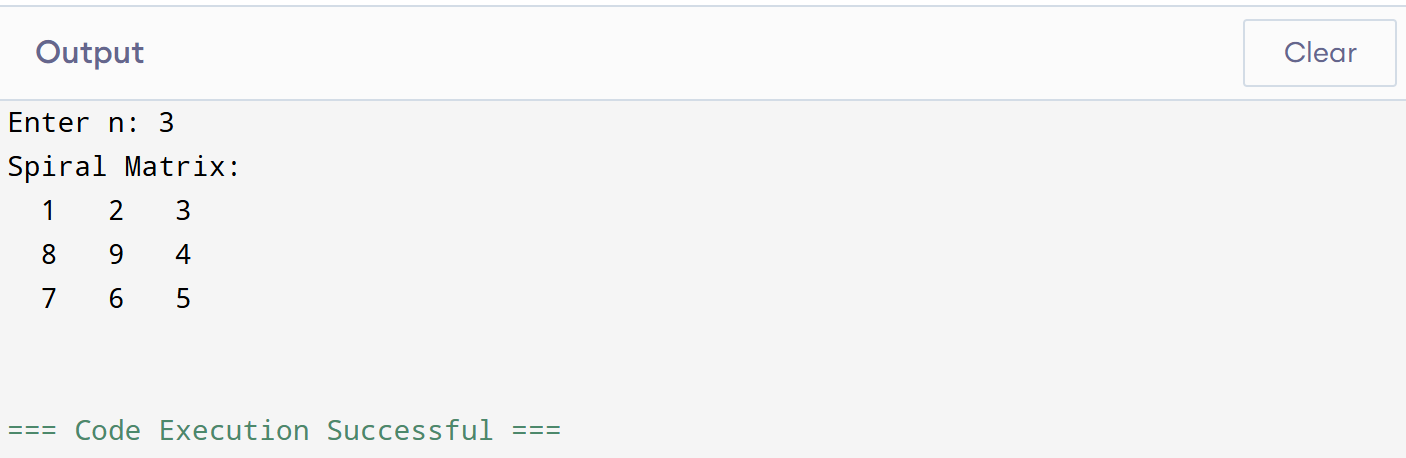 Output
Clear
Enter n: 3
Spiral Matrix:
1 2 3
8 9 4
7 6 5
=== Code Execution Successful ===